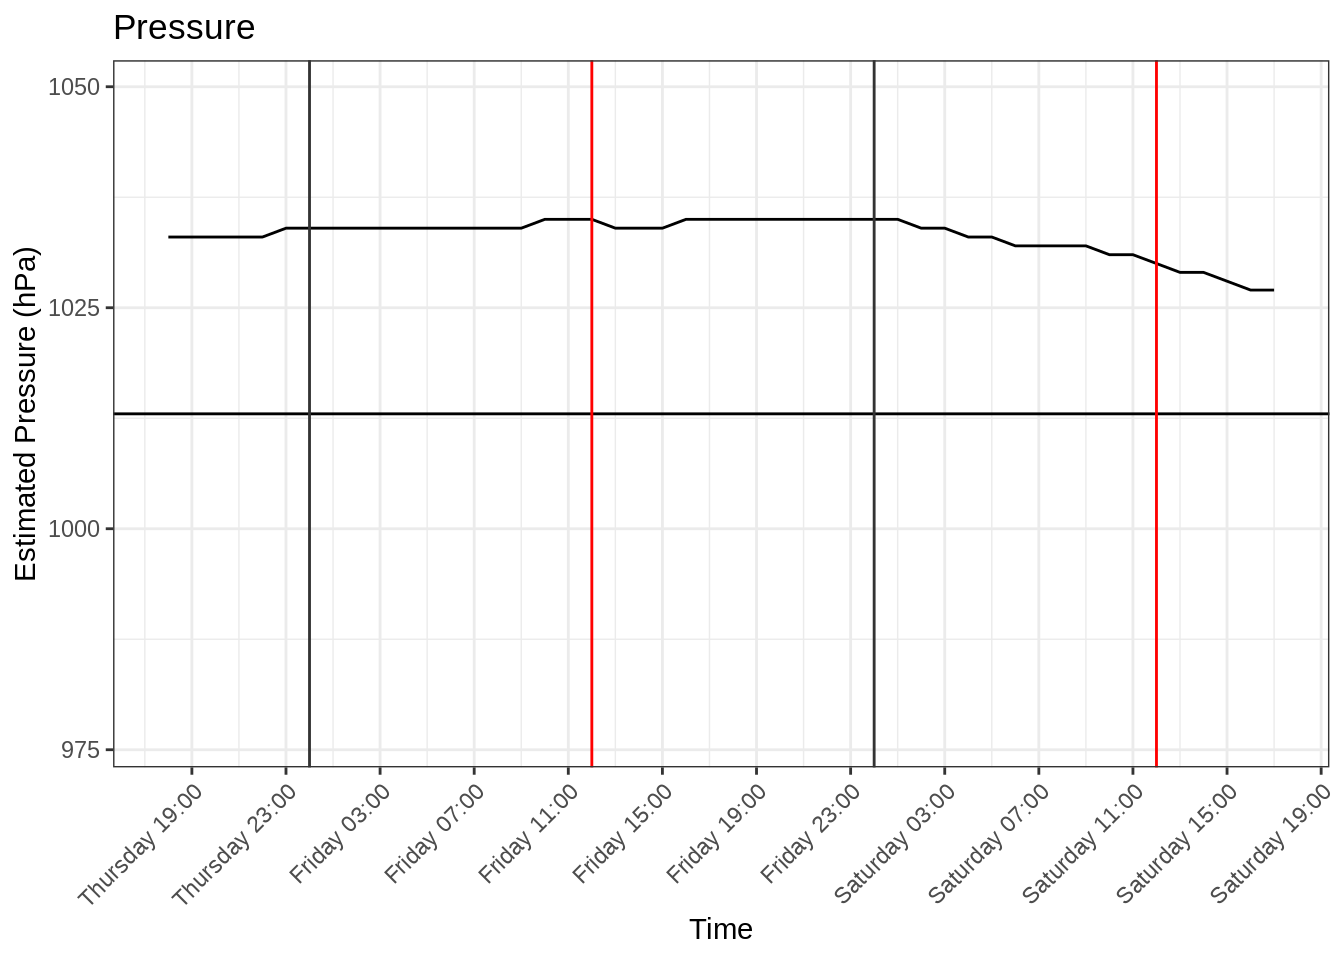 Pressure
Estimated Pressure (hPa)
1050
1025
1000
975
Thursday 19:00
Thursday 23:00
Friday 03:00
Friday 07:00
Friday 11:00
Friday 15:00
Friday 19:00
Friday 23:00
Saturday 03:00
Saturday 07:00
Saturday 11:00
Saturday 15:00
Saturday 19:00
Time